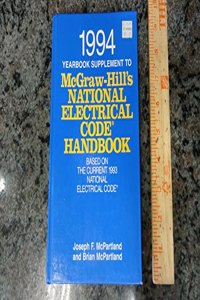 1994
YEARBOOK SUPPLEMENT TO
McGraw-Hill's
NATIONAL
ELECTRICAL
CODE®
HANDBOOK
BASED ON
THE CURRENT 1993
NATIONAL
ELECTRICAL CODE®
Joseph F. McPartland
and Brian McPartland